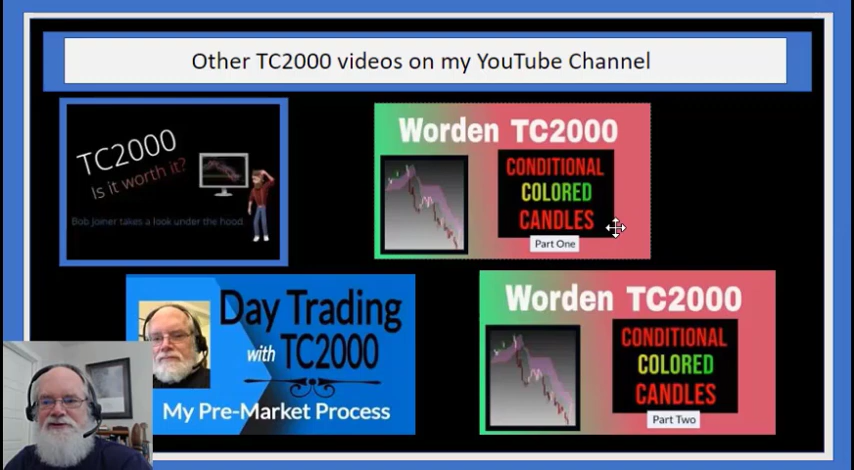 Other TC2000 videos on my YouTube Channel
TC2000
Is it worth it?
Bob Joiner takes a look under the hood.
Worden TC2000
CONDITIONAL
COLORED
CANDLES
Part One
Day Trading
with TC2000
My Pre-Market Process
Worden TC2000
CONDITIONAL
COLORED
CANDLES
Part Two